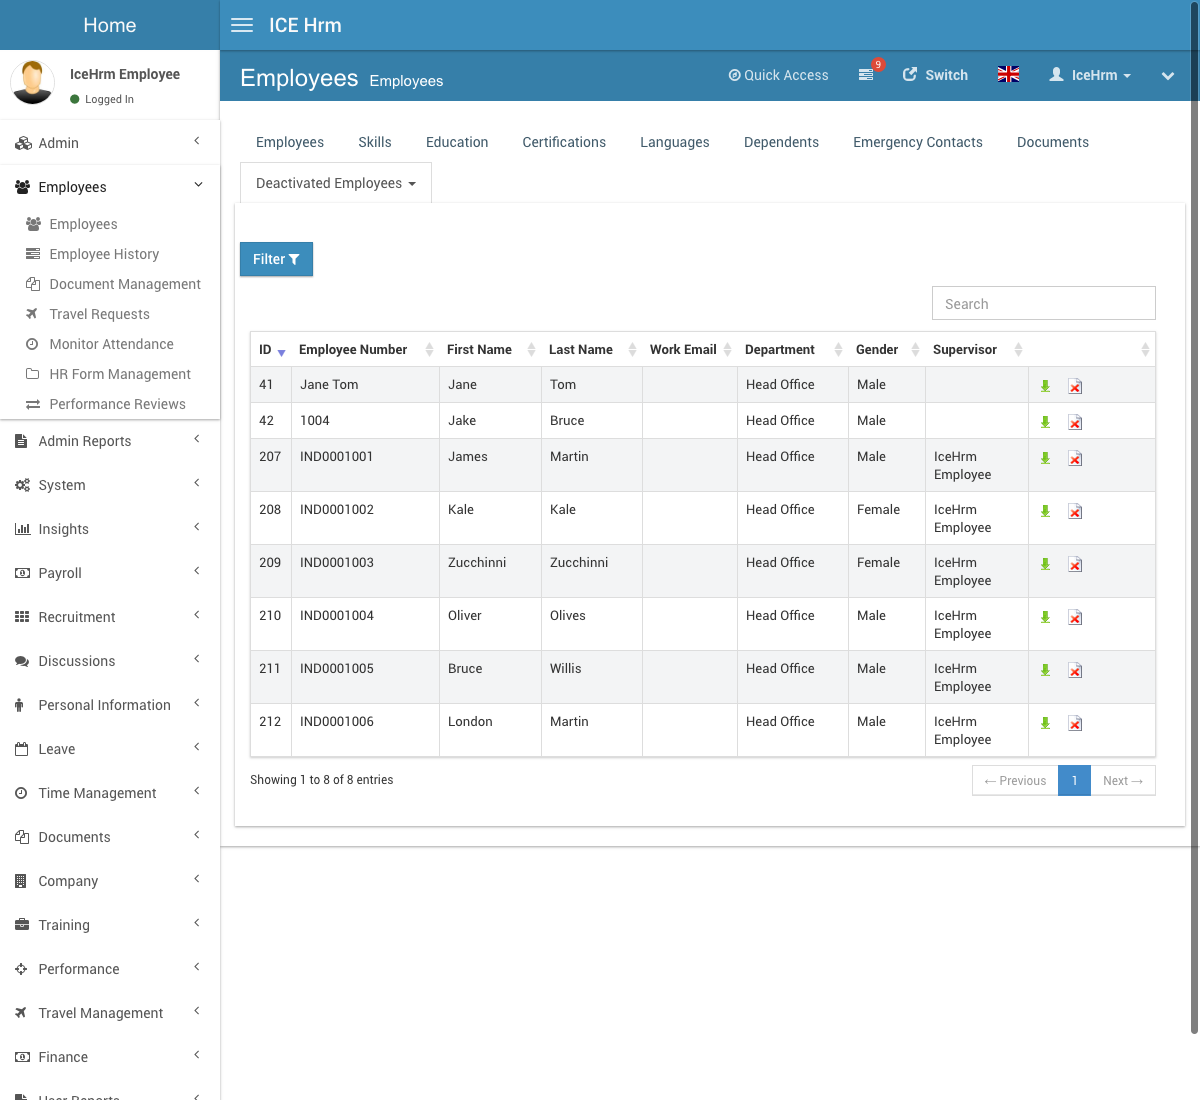 Home
ICE Hrm
IceHrm Employee
Logged In
Employees Employees
Quick Access
9
Switch
IceHrm
Admin
Employees
Employees
Employee History
Document Management
Travel Requests
Monitor Attendance
HR Form Management
Performance Reviews
Admin Reports
System
Insights
Payroll
Recruitment
Discussions
Personal Information
Leave
Time Management
Documents
Company
Training
Performance
Travel Management
Finance
User Reports
Employees Skills Education Certifications Languages Dependents Emergency Contacts Documents
Deactivated Employees
Filter
Search
ID Employee Number First Name Last Name Work Email Department Gender Supervisor
41 Jane Tom Jane Tom Head Office Male
42 1004 Jake Bruce Head Office Male
207 IND0001001 James Martin Head Office Male IceHrm
Employee
208 IND0001002 Kale Kale Head Office Female IceHrm
Employee
209 IND0001003 Zucchinni Zucchinni Head Office Female IceHrm
Employee
210 IND0001004 Oliver Olives Head Office Male IceHrm
Employee
211 IND0001005 Bruce Willis Head Office Male IceHrm
Employee
212 IND0001006 London Martin Head Office Male IceHrm
Employee
Showing 1 to 8 of 8 entries
← Previous 1 Next →